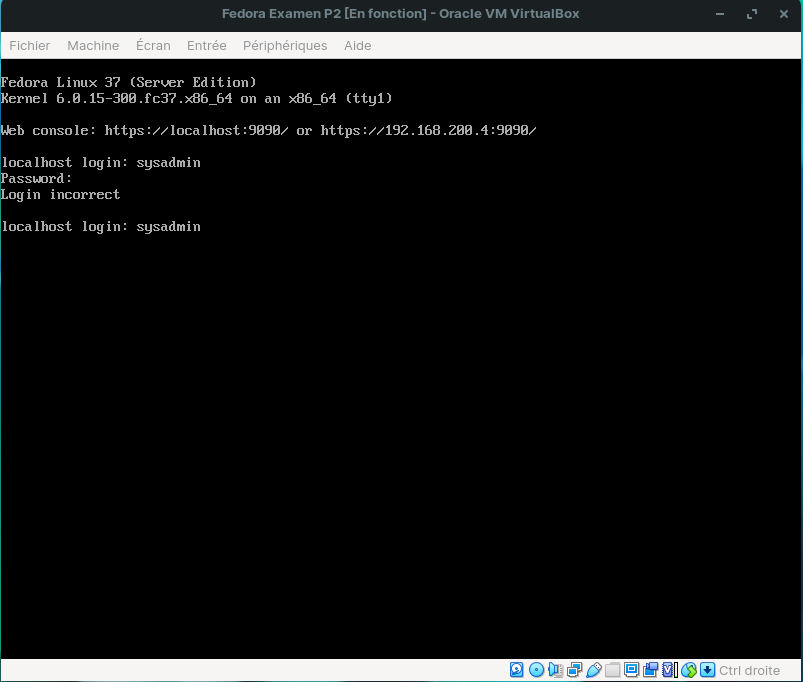 Fedora Examen P2 [En fonction] - Oracle VM VirtualBox
Fichier Machine Écran Entrée Périphériques Aide
Fedora Linux 37 (Server Edition)
Kernel 6.0.15-300.fc37.x86_64 on an x86_64 (tty1)
Web console: https://localhost:9090/ or https://192.168.200.4:9090/
localhost login: sysadmin
Password:
Login incorrect
localhost login: sysadmin
Ctrl droite